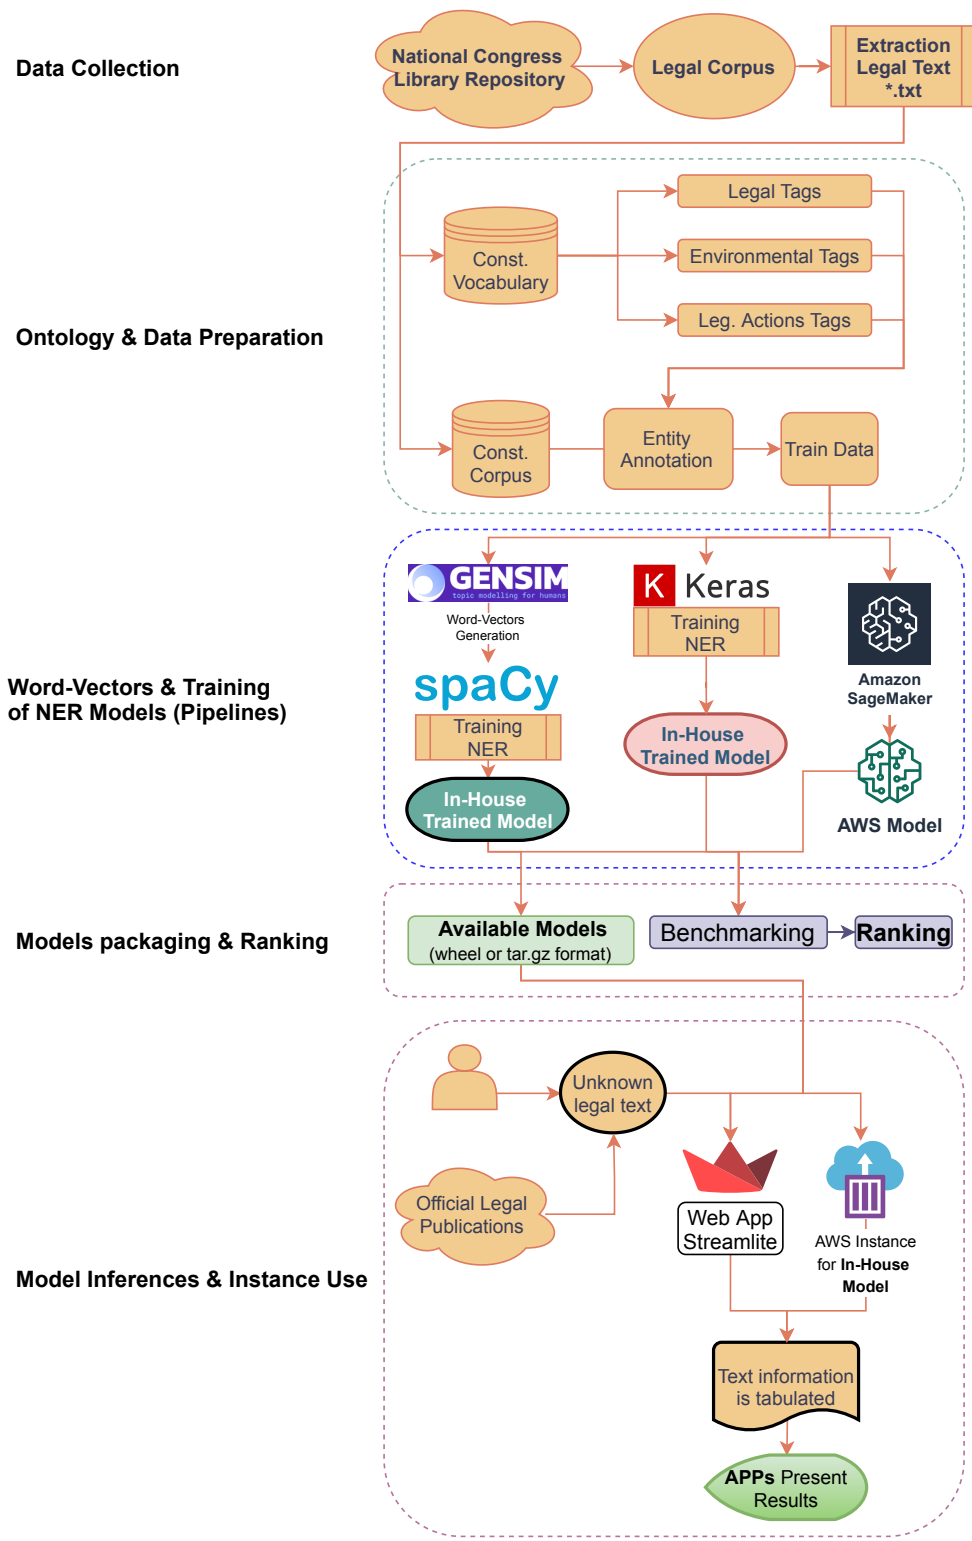 Data Collection
National Congress
Library Repository
Legal Corpus
Extraction
Legal Text
*.txt
Ontology & Data Preparation
Const.
Vocabulary
Legal Tags
Environmental Tags
Leg. Actions Tags
Const.
Corpus
Entity
Annotation
Train Data
Word-Vectors & Training
of NER Models (Pipelines)
GENSIM
topic modelling for humans
Word-Vectors
Generation
spaCy
Training
NER
In-House
Trained Model
K Keras
Training
NER
In-House
Trained Model
Amazon
SageMaker
AWS Model
Models packaging & Ranking
Available Models
(wheel or tar.gz format)
Benchmarking
Ranking
Model Inferences & Instance Use
Unknown
legal text
Official Legal
Publications
Web App
Streamlite
AWS Instance
for In-House
Model
Text information
is tabulated
APPs Present
Results